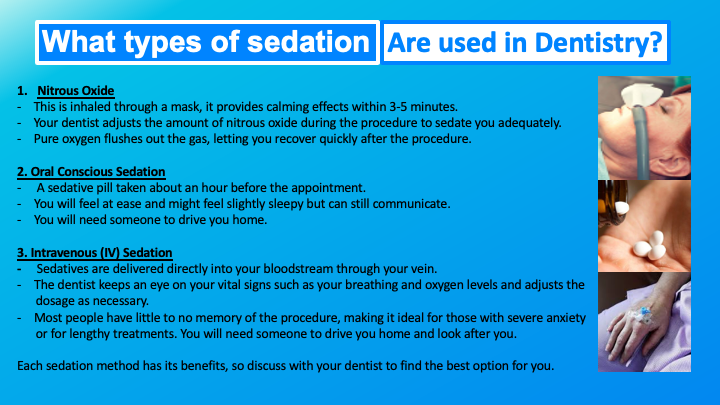 What types of sedation Are used in Dentistry?
1. Nitrous Oxide
- This is inhaled through a mask, it provides calming effects within 3-5 minutes.
- Your dentist adjusts the amount of nitrous oxide during the procedure to sedate you adequately.
- Pure oxygen flushes out the gas, letting you recover quickly after the procedure.
2. Oral Conscious Sedation
- A sedative pill taken about an hour before the appointment.
- You will feel at ease and might feel slightly sleepy but can still communicate.
- You will need someone to drive you home.
3. Intravenous (IV) Sedation
- Sedatives are delivered directly into your bloodstream through your vein.
- The dentist keeps an eye on your vital signs such as your breathing and oxygen levels and adjusts the
dosage as necessary.
- Most people have little to no memory of the procedure, making it ideal for those with severe anxiety
or for lengthy treatments. You will need someone to drive you home and look after you.
Each sedation method has its benefits, so discuss with your dentist to find the best option for you.